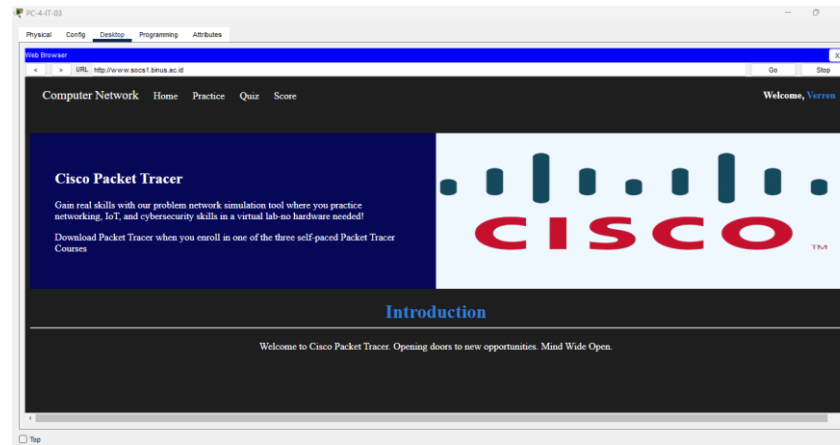 PC-4-IT-03
Physical Config Desktop Programming Attributes
Web Browser X
< > URL http://www.socs1.binus.ac.id Go Stop
Computer Network Home Practice Quiz Score Welcome, Verren
Cisco Packet Tracer
Gain real skills with our problem network simulation tool where you practice
networking, IoT, and cybersecurity skills in a virtual lab-no hardware needed!
Download Packet Tracer when you enroll in one of the three self-paced Packet Tracer
Courses
CISCO TM
Introduction
Welcome to Cisco Packet Tracer. Opening doors to new opportunities. Mind Wide Open.
Top